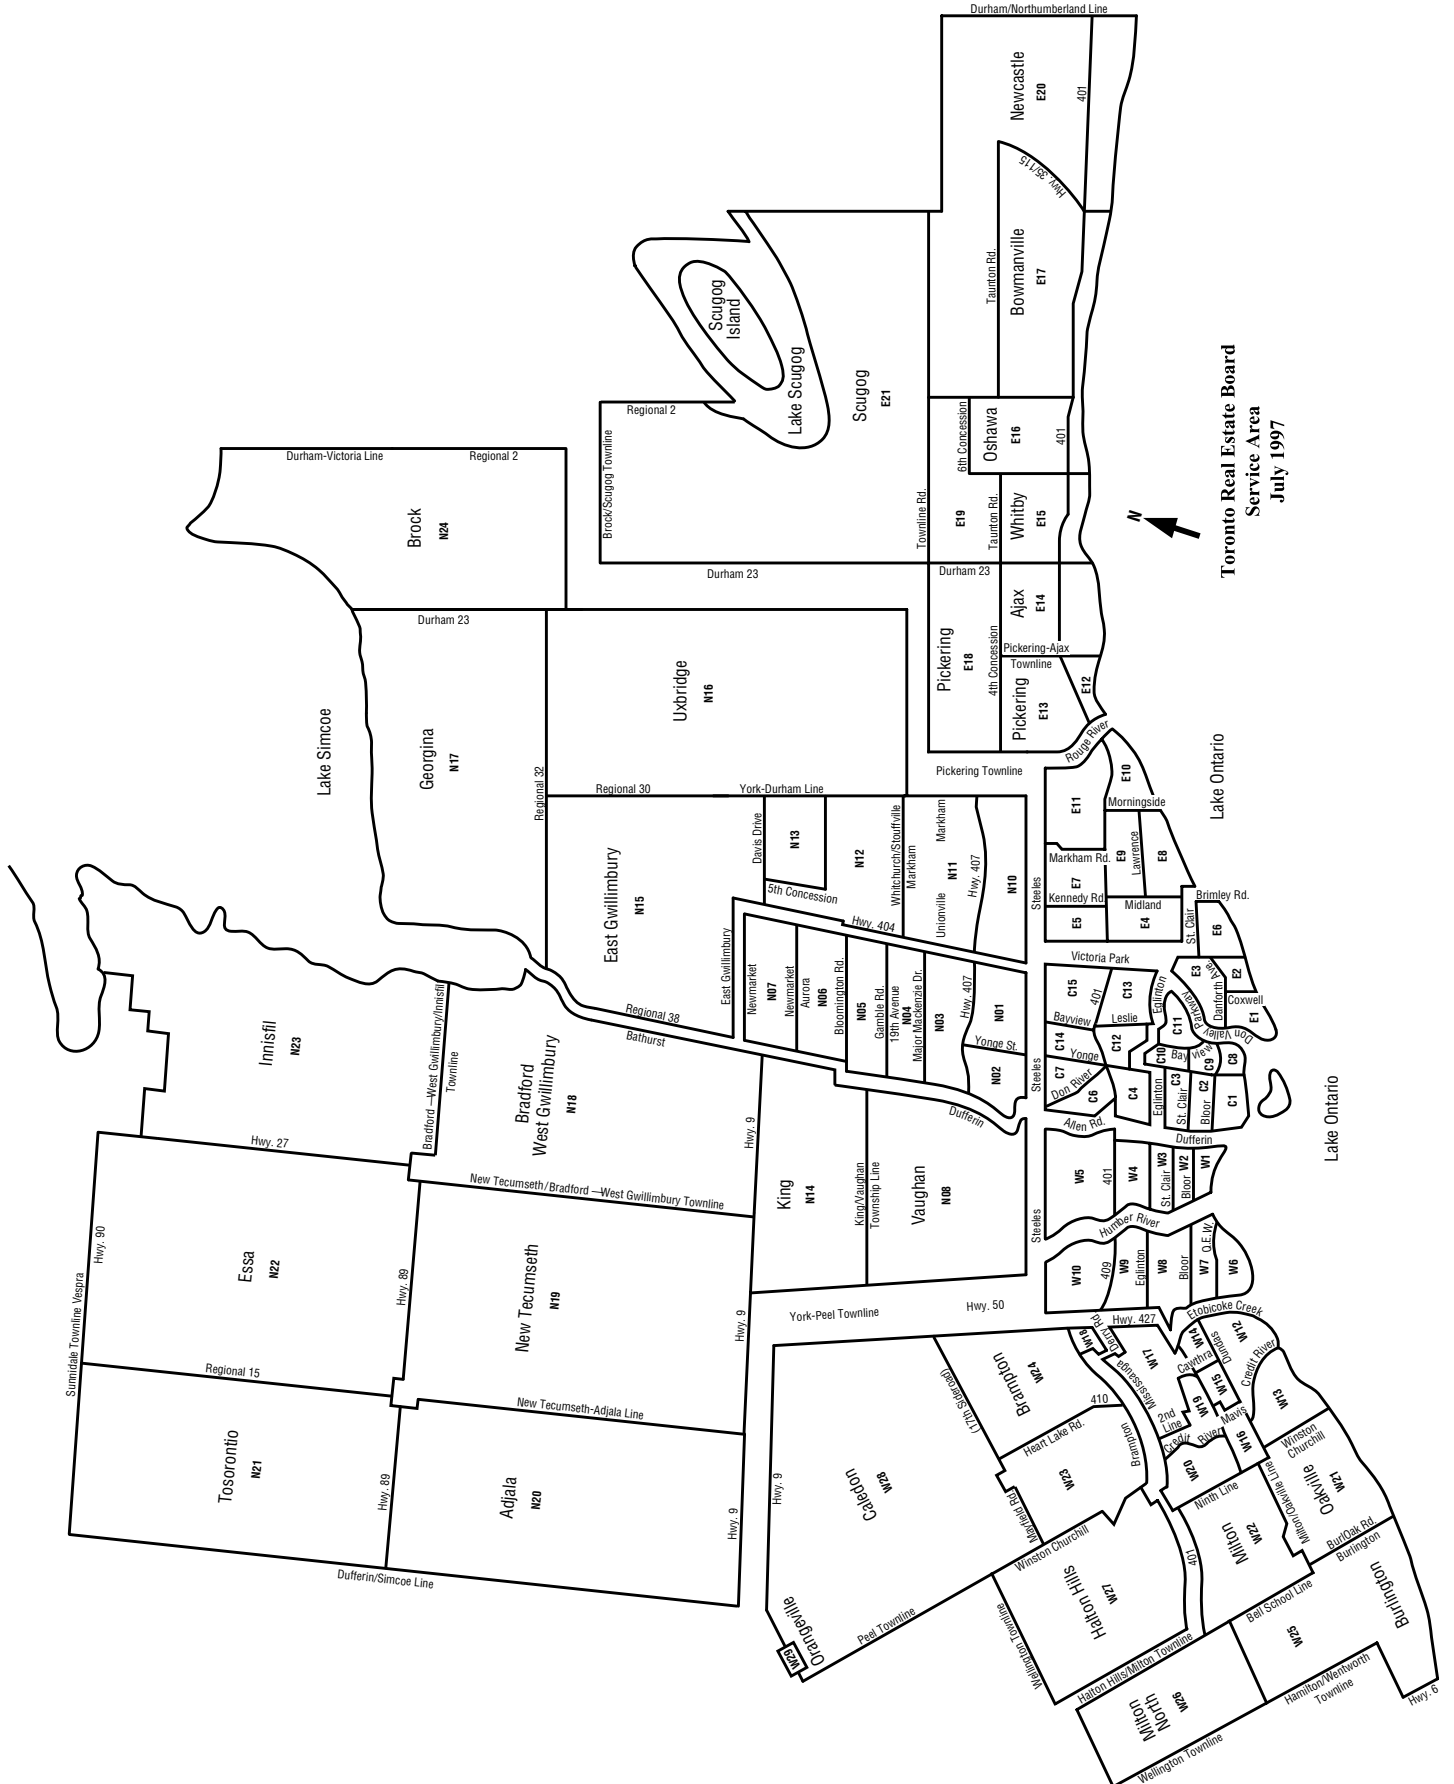 Durham/Northumberland Line
Newcastle
E20
401
Hwy. 35/115
Taunton Rd.
Bowmanville
E17
Scugog
Island
Lake Scugog
Scugog
E21
Regional 2
Brock/Scugog Townline
6th Concession
Oshawa
E16
401
Townline Rd.
E19
Taunton Rd.
Whitby
E15
Durham 23
Durham 23
Durham-Victoria Line
Regional 2
Brock
N24
Toronto Real Estate Board
Service Area
July 1997
N
Pickering
E18
4th Concession
Ajax
E14
Pickering-Ajax
Townline
Pickering
E13
E12
Rouge River
Pickering Townline
Durham 23
Lake Simcoe
Georgina
N17
Regional 32
Uxbridge
N16
Regional 30
York-Durham Line
East Gwillimbury
N15
Davis Drive
N13
5th Concession
N12
Whitchurch/Stouffville
Markham
Unionville
N11
Markham
Hwy. 407
N10
Hwy. 404
Steeles
East Gwillimbury
Newmarket
N07
Newmarket
Aurora
N06
Bloomington Rd.
N05
Gamble Rd.
19th Avenue
N04
Major Mackenzie Dr.
N03
Hwy. 407
N01
Yonge St.
N02
Steeles
Regional 38
Bathurst
Dufferin
Lake Ontario
E10
E11
Morningside
Markham Rd.
E9
Lawrence
E8
E7
Kennedy Rd.
Midland
E5
E4
St. Clair
Brimley Rd.
E6
Victoria Park
C15
401
C13
Eglinton
E3
Danforth Ave.
E2
Coxwell
E1
Don Valley Parkway
C11
Bayview
Leslie
C14
Yonge
C12
C10
Bayview
C9
C8
C7
Don River
C6
C4
Eglinton
C3
St. Clair
C2
Bloor
C1
Allen Rd.
Dufferin
Lake Ontario
W5
401
W4
W3
St. Clair
W2
Bloor
W1
Humber River
Steeles
W10
409
W9
Eglinton
W8
Bloor
W7
Q.E.W.
W6
Etobicoke Creek
Hwy. 427
Innisfil
N23
Bradford —West Gwillimbury/Innisfil
Townline
Bradford
West Gwillimbury
N18
Hwy. 27
New Tecumseth/Bradford —West Gwillimbury Townline
Hwy. 9
King
N14
King/Vaughan
Township Line
Vaughan
N08
York-Peel Townline
Hwy. 50
Hwy. 90
Sunnidale Townline Vespra
Essa
N22
Hwy. 89
New Tecumseth
N19
Hwy. 9
Regional 15
New Tecumseth-Adjala Line
Tosorontio
N21
Hwy. 89
Adjala
N20
Hwy. 9
Dufferin/Simcoe Line
Hwy. 9
Caledon
W28
(17th Sideroad)
Brampton
W24
410
Heart Lake Rd.
W23
Mayfield Rd.
Winston Churchill
Brampton
Mississauga
W18
Derry Rd
W17
W14
Cawthra
Dundas
W12
W15
W19
2nd
Line
Credit River
Mavis
W16
Credit River
W13
W20
Winston
Churchill
Ninth Line
Milton/Oakville Line
Oakville
W21
Milton
W22
BurlOak Rd.
Burlington
Burlington
401
Halton Hills
W27
Wellington Townline
Halton Hills/Milton Townline
Bell School Line
W25
Hamilton/Wentworth
Townline
Hwy. 6
Milton
North
W26
Wellington Townline
Peel Townline
Orangeville
W29